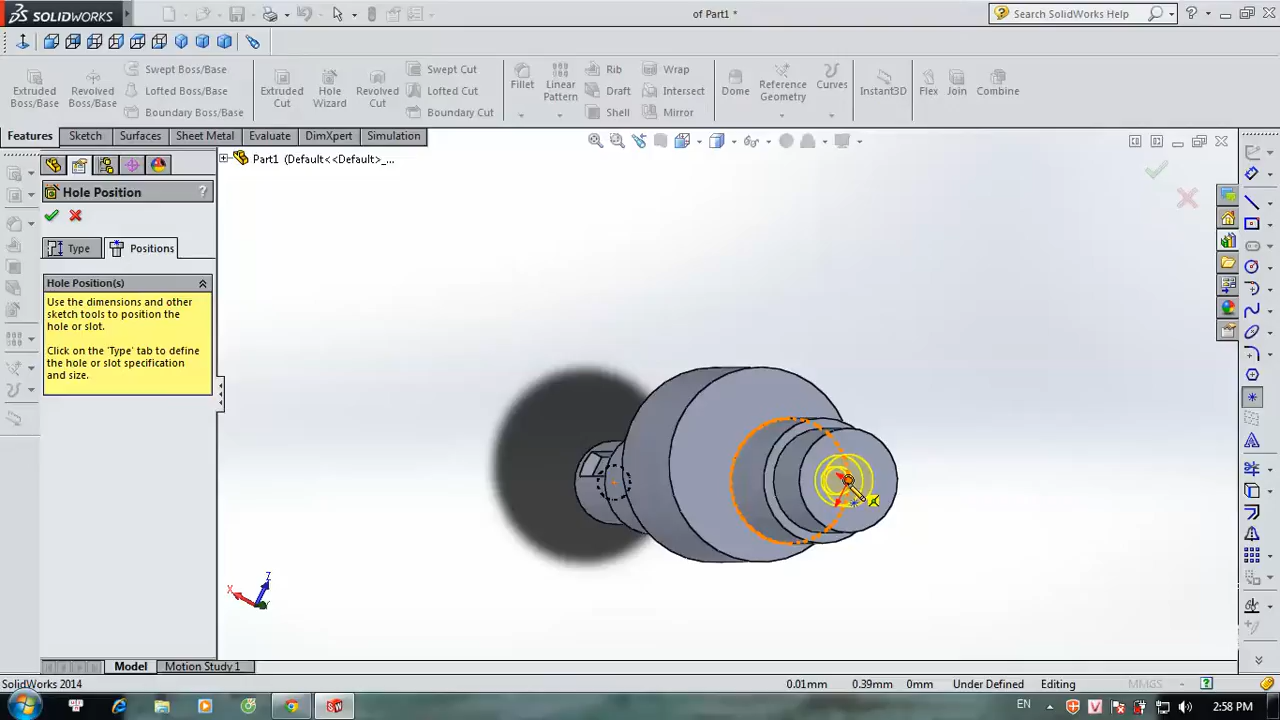 SOLIDWORKS
of Part1 *
Search SolidWorks Help
Extruded Boss/Base
Revolved Boss/Base
Swept Boss/Base
Lofted Boss/Base
Boundary Boss/Base
Extruded Cut
Hole Wizard
Revolved Cut
Swept Cut
Lofted Cut
Boundary Cut
Fillet
Linear Pattern
Rib
Draft
Shell
Wrap
Intersect
Mirror
Dome
Reference Geometry
Curves
Instant3D
Flex
Join
Combine
Features
Sketch
Surfaces
Sheet Metal
Evaluate
DimXpert
Simulation
Part1 (Default<<Default>_...
Hole Position
?
Type
Positions
Hole Position(s)
Use the dimensions and other
sketch tools to position the
hole or slot.
Click on the 'Type' tab to define
the hole or slot specification
and size.
X
Z
Model
Motion Study 1
SolidWorks 2014
0.01mm
0.39mm
0mm
Under Defined
Editing
MMGS
EN
2:58 PM